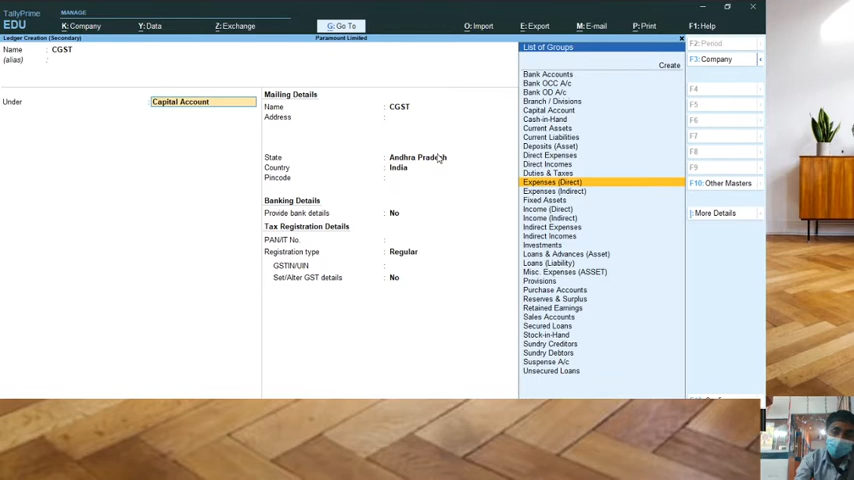 TallyPrime
EDU
MANAGE
K: Company
Y: Data
Z: Exchange
G: Go To
O: Import
E: Export
M: E-mail
P: Print
F1: Help
Ledger Creation (Secondary)
Paramount Limited
Name : CGST
(alias) :
Under : Capital Account
Mailing Details
Name : CGST
Address :
State : Andhra Pradesh
Country : India
Pincode :
Banking Details
Provide bank details : No
Tax Registration Details
PAN/IT No. :
Registration type : Regular
GSTIN/UIN :
Set/Alter GST details : No
List of Groups
Create
Bank Accounts
Bank OCC A/c
Bank OD A/c
Branch / Divisions
Capital Account
Cash-in-Hand
Current Assets
Current Liabilities
Deposits (Asset)
Direct Expenses
Direct Incomes
Duties & Taxes
Expenses (Direct)
Expenses (Indirect)
Fixed Assets
Income (Direct)
Income (Indirect)
Indirect Expenses
Indirect Incomes
Investments
Loans & Advances (Asset)
Loans (Liability)
Misc. Expenses (ASSET)
Provisions
Purchase Accounts
Reserves & Surplus
Retained Earnings
Sales Accounts
Secured Loans
Stock-in-Hand
Sundry Creditors
Sundry Debtors
Suspense A/c
Unsecured Loans
F2: Period
F3: Company
F4
F5
F6
F7
F8
F9
F10: Other Masters
|: More Details